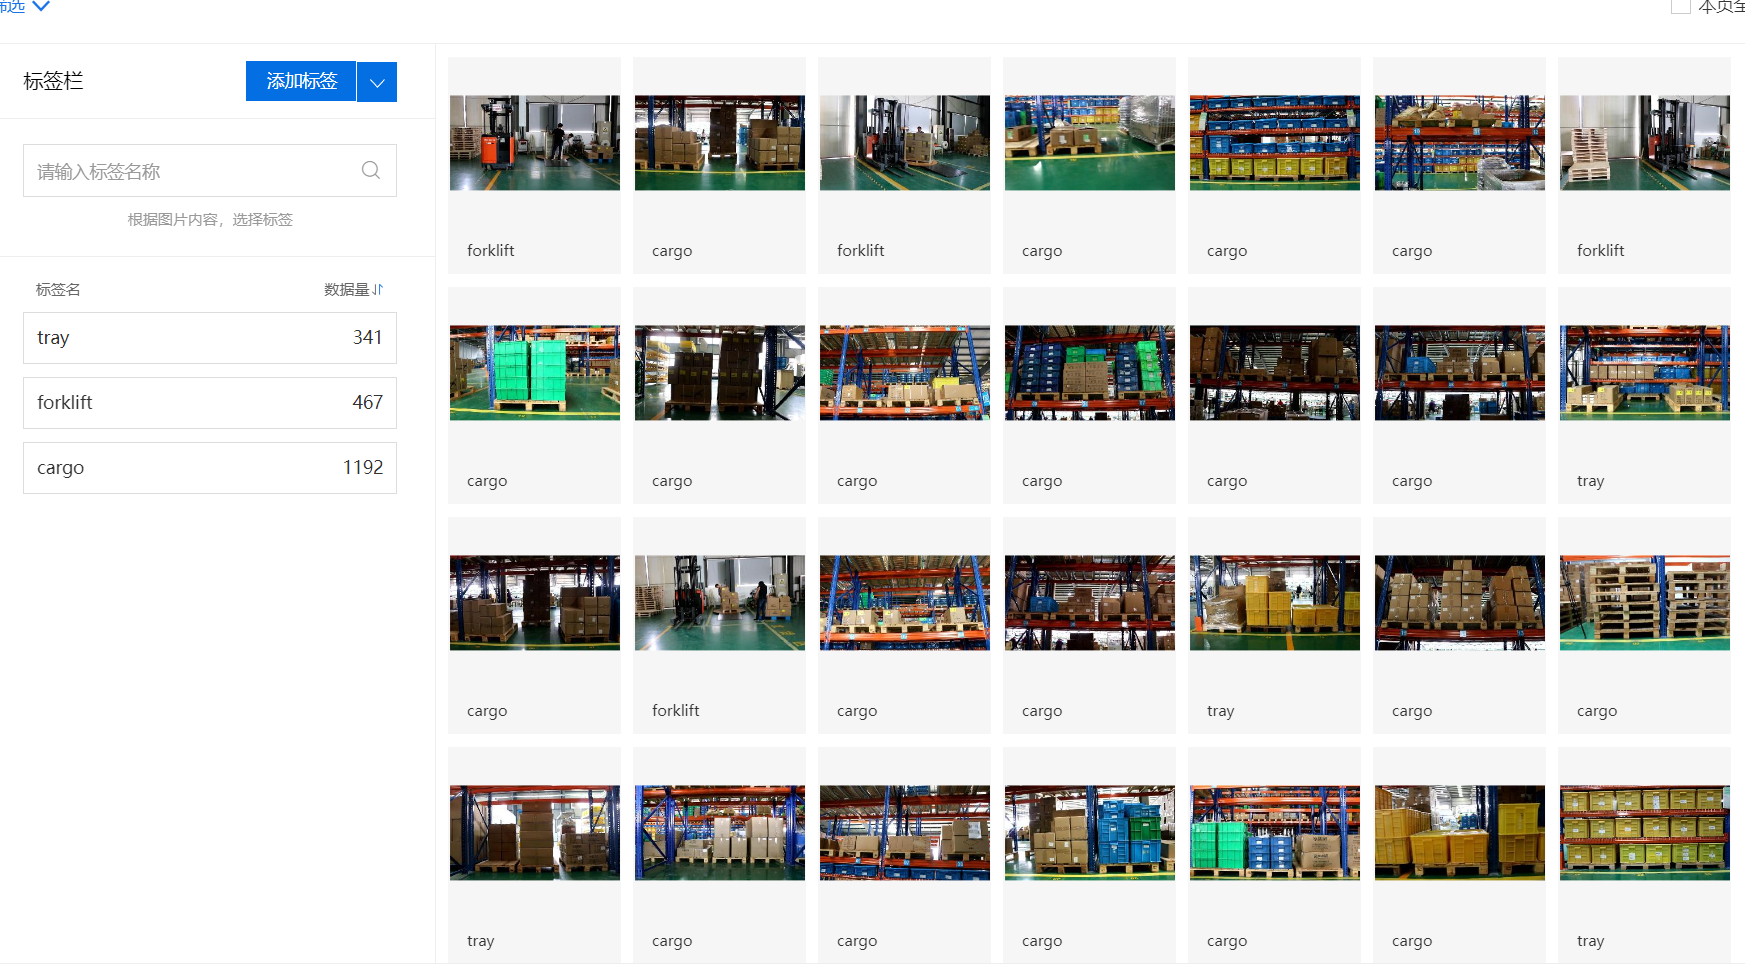 筛选
本页全
标签栏
添加标签
请输入标签名称
根据图片内容，选择标签
标签名 数据量
tray 341
forklift 467
cargo 1192
forklift cargo forklift cargo cargo cargo forklift
cargo cargo cargo cargo cargo cargo tray
cargo forklift cargo cargo tray cargo cargo
tray cargo cargo cargo cargo cargo tray